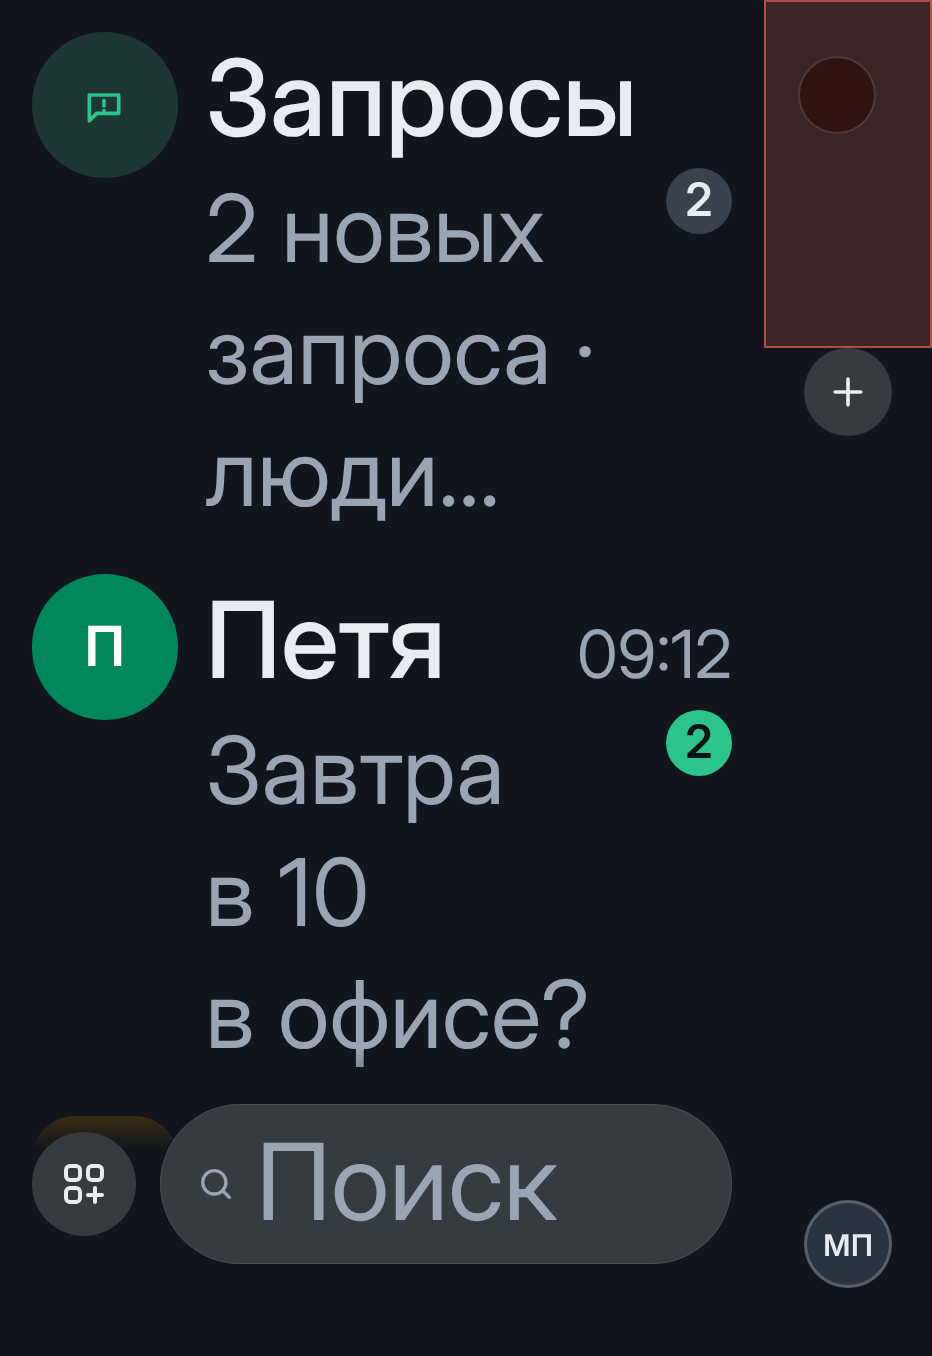 Запросы
2 новых
2
запроса ·
люди...
П
Петя
09:12
Завтра
2
в 10
в офисе?
Поиск
МП